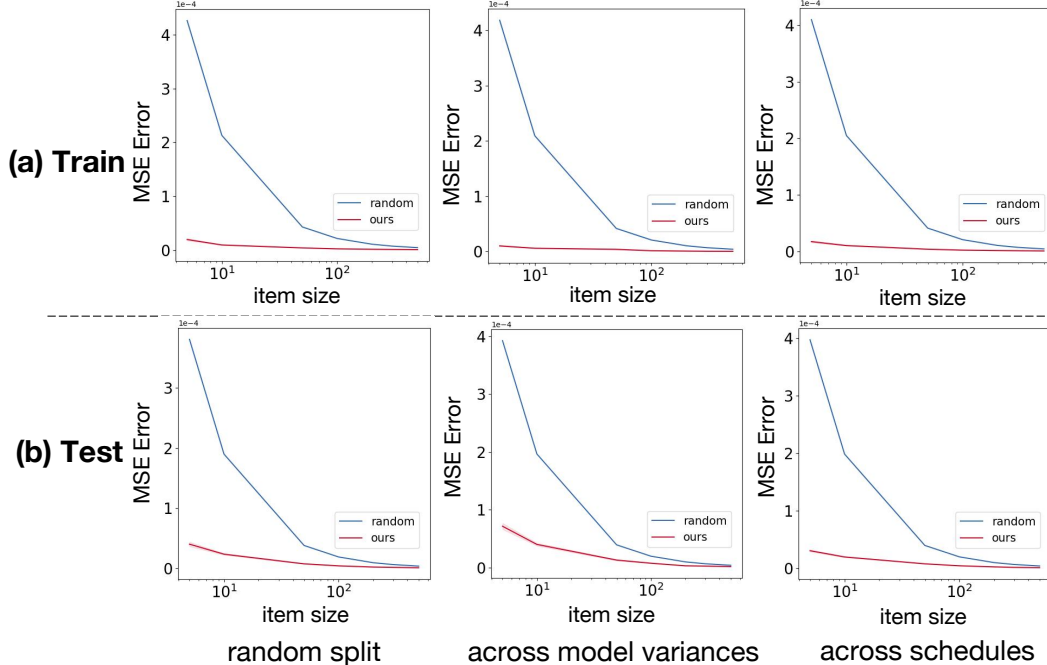 (a) Train
1e-4
MSE Error
4
3
2
1
0
random
ours
10¹
10²
item size
1e-4
MSE Error
4
3
2
1
0
random
ours
10¹
10²
item size
1e-4
MSE Error
4
3
2
1
0
random
ours
10¹
10²
item size
(b) Test
1e-4
MSE Error
3
2
1
0
random
ours
10¹
10²
item size
1e-4
MSE Error
4
3
2
1
0
random
ours
10¹
10²
item size
1e-4
MSE Error
4
3
2
1
0
random
ours
10¹
10²
item size
random split
across model variances
across schedules